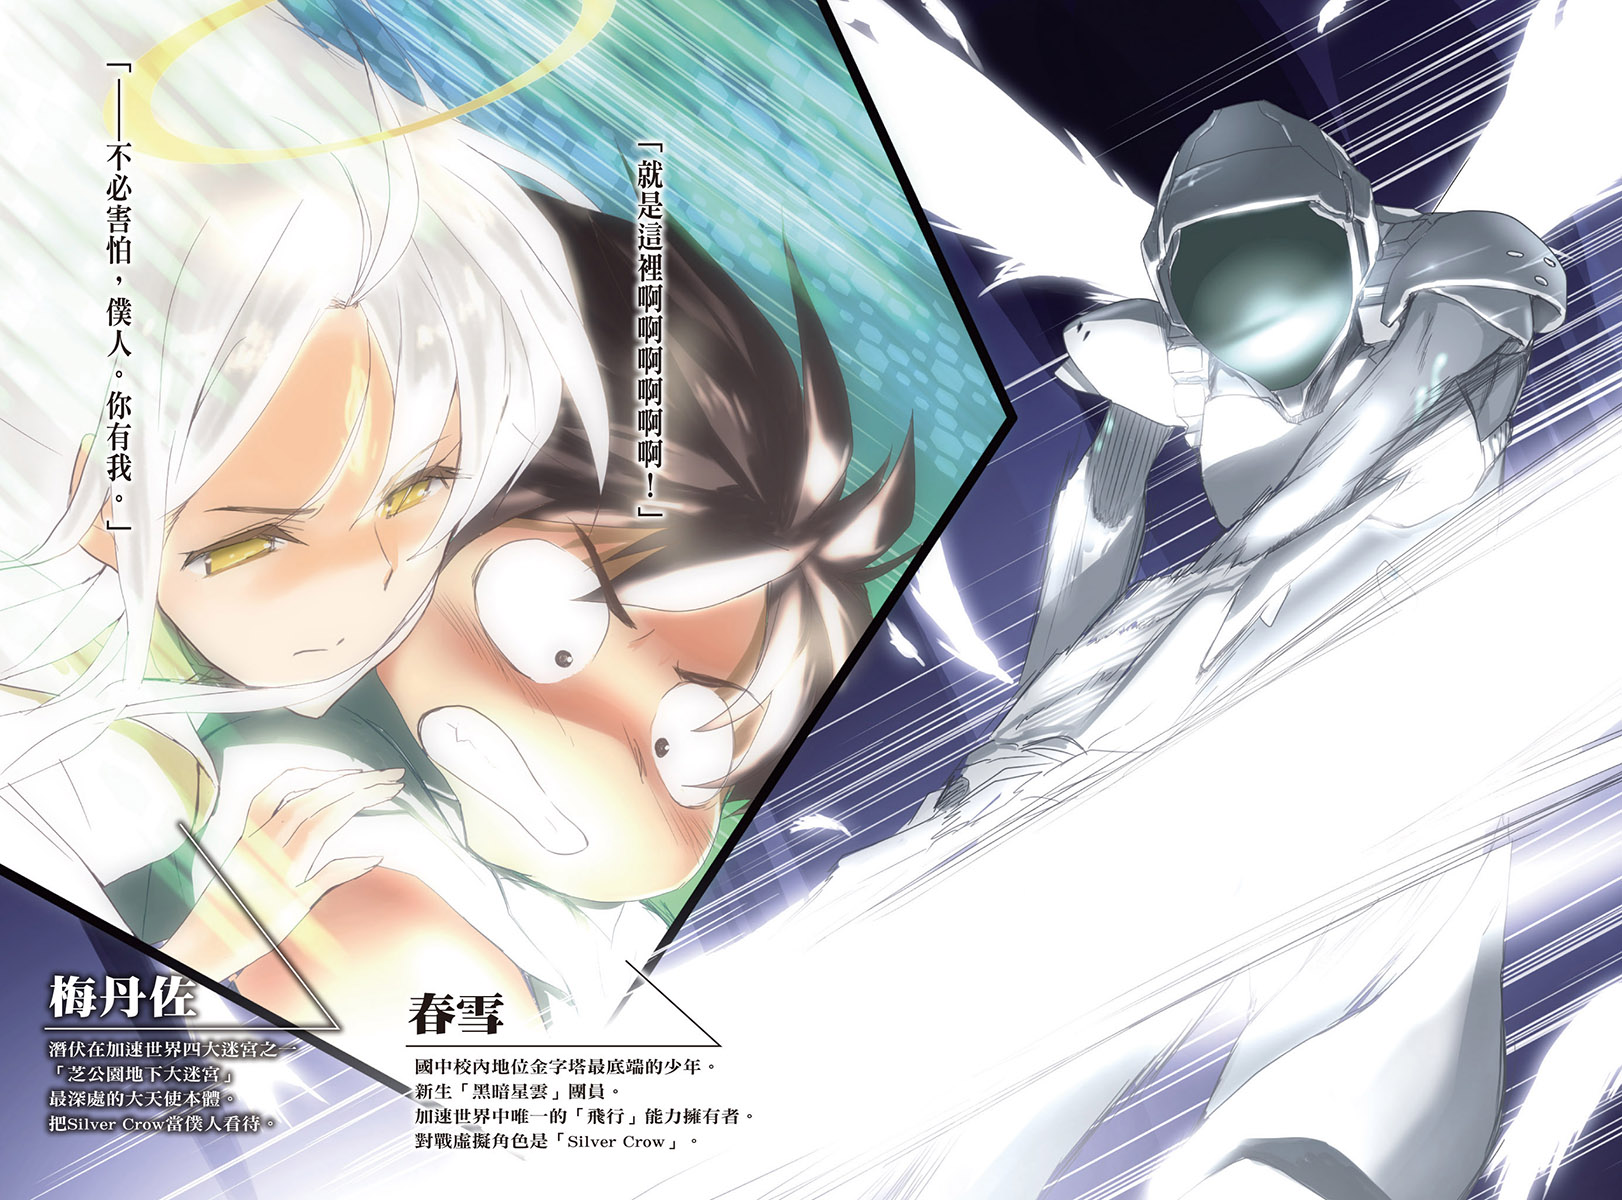 「就是這裡啊啊啊啊啊啊！」
「——不必害怕，僕人。你有我。」
梅丹佐
潛伏在加速世界四大迷宮之一
「芝公園地下大迷宮」
最深處的大天使本體。
把Silver Crow當僕人看待。
春雪
國中校內地位金字塔最底端的少年。
新生「黑暗星雲」團員。
加速世界中唯一的「飛行」能力擁有者。
對戰虛擬角色是「Silver Crow」。